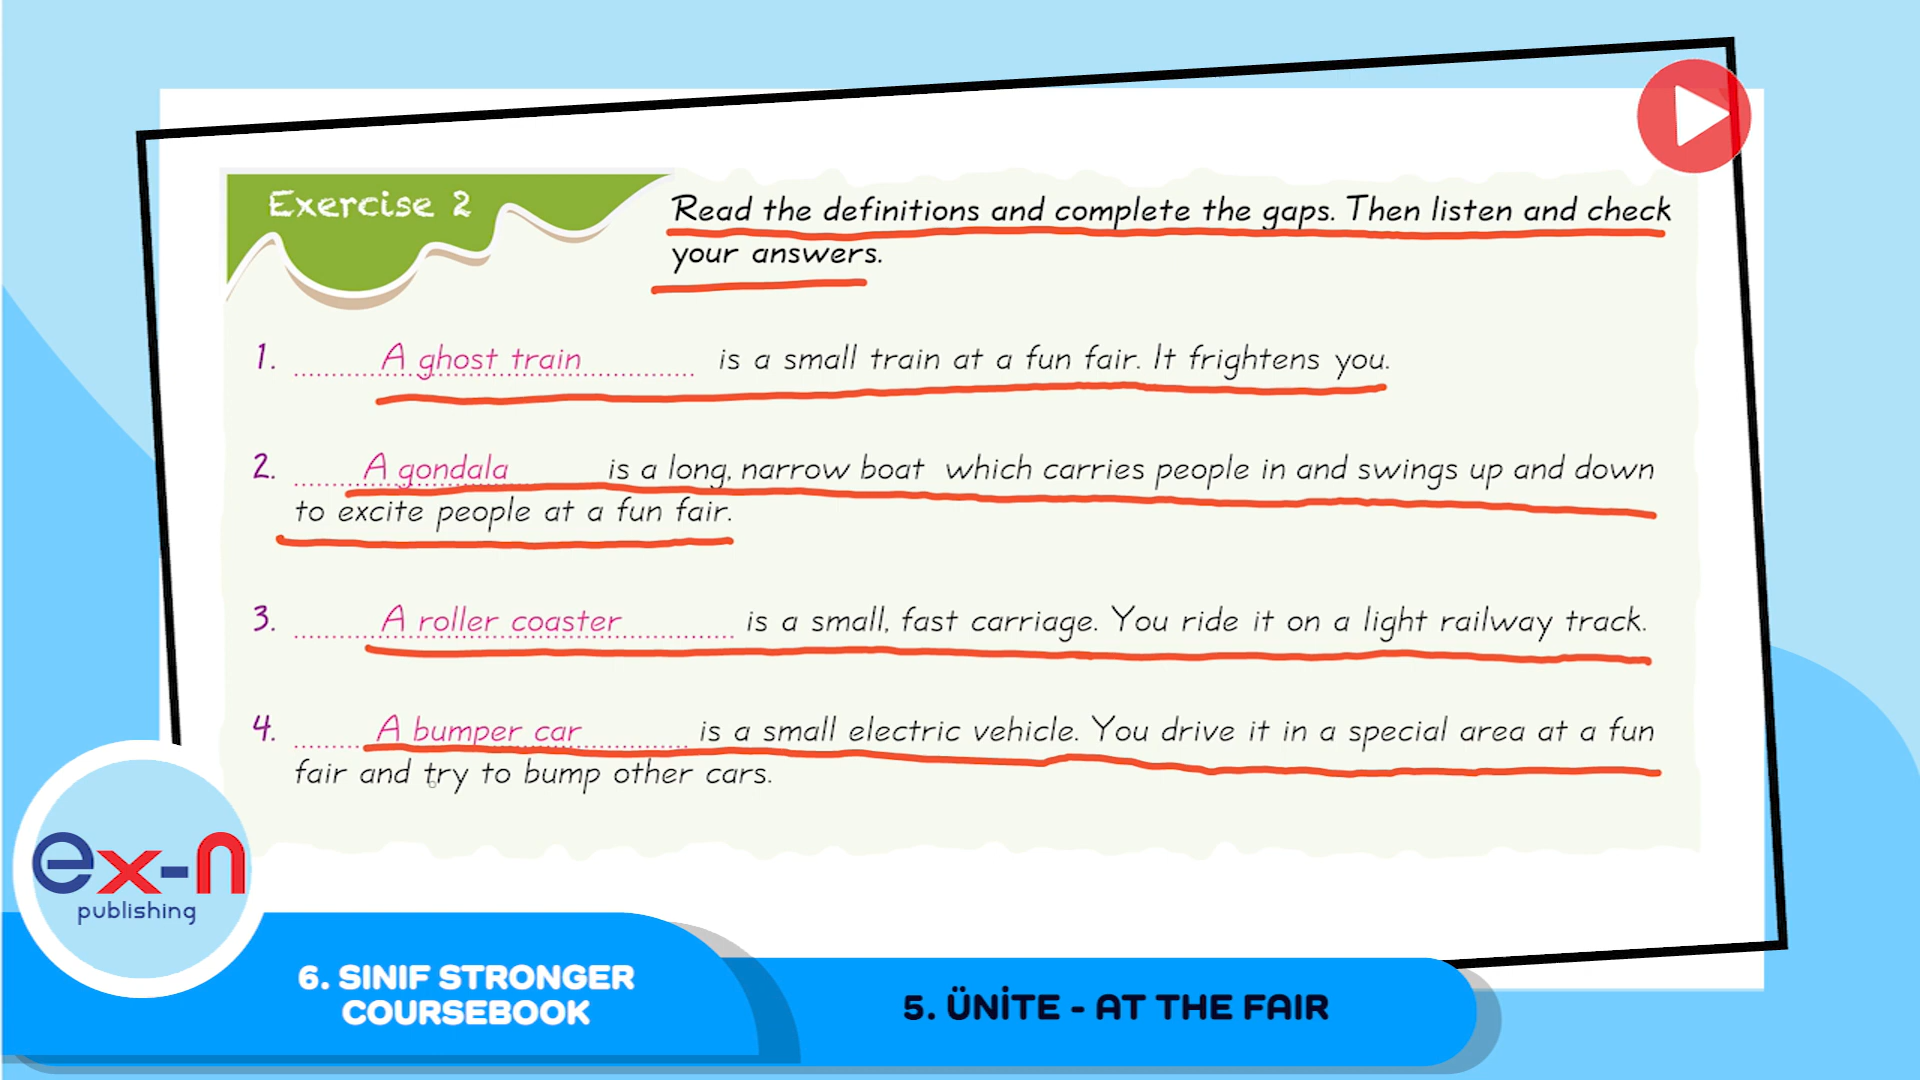 Exercise 2
Read the definitions and complete the gaps. Then listen and check
your answers.
1. A ghost train is a small train at a fun fair. It frightens you.
2. A gondala is a long, narrow boat which carries people in and swings up and down
to excite people at a fun fair.
3. A roller coaster is a small, fast carriage. You ride it on a light railway track.
4. A bumper car is a small electric vehicle. You drive it in a special area at a fun
fair and try to bump other cars.
ex-n
publishing
6. SINIF STRONGER
COURSEBOOK
5. ÜNİTE - AT THE FAIR